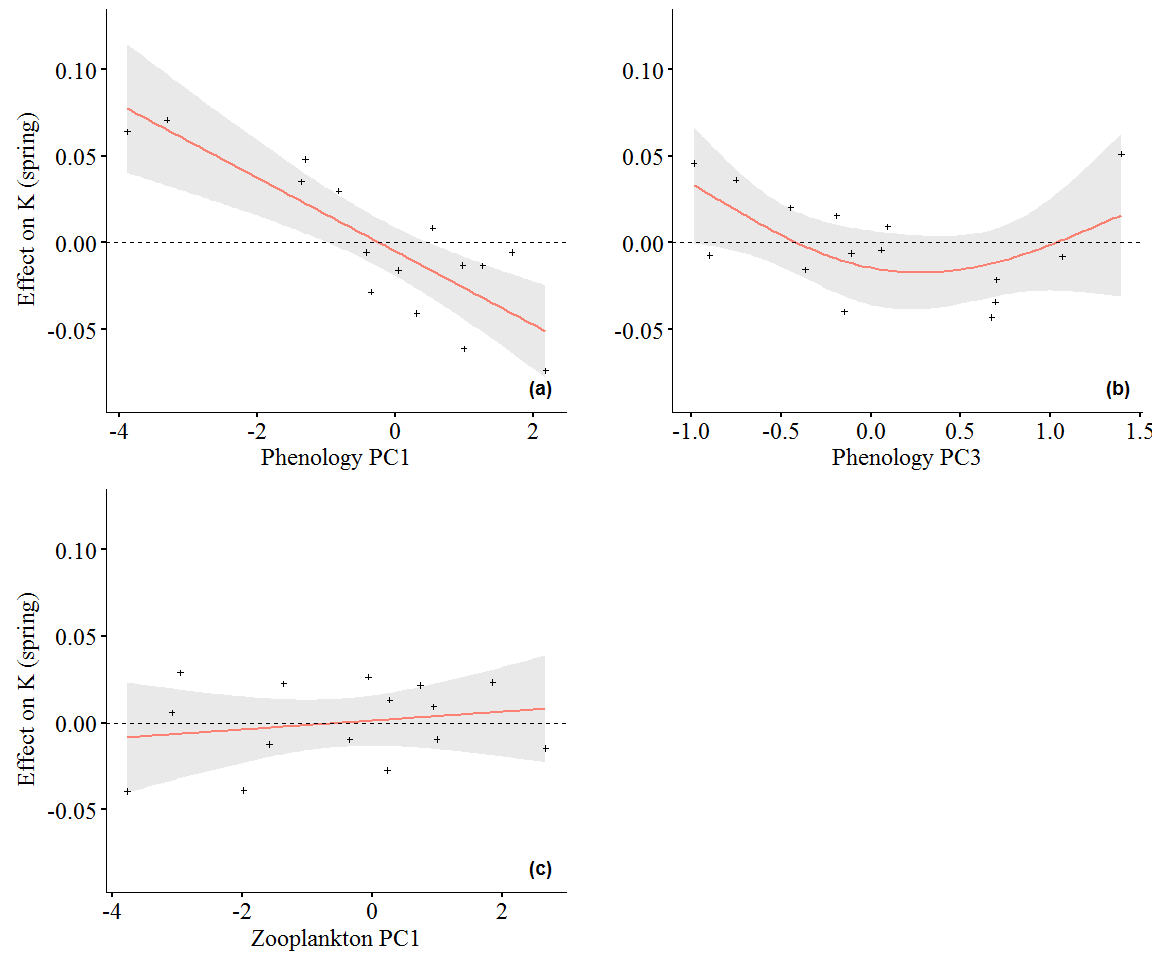 Effect on K (spring)
0.10
0.05
0.00
-0.05
(a)
-4 -2 0 2
Phenology PC1
0.10
0.05
0.00
-0.05
(b)
-1.0 -0.5 0.0 0.5 1.0 1.5
Phenology PC3
Effect on K (spring)
0.10
0.05
0.00
-0.05
(c)
-4 -2 0 2
Zooplankton PC1